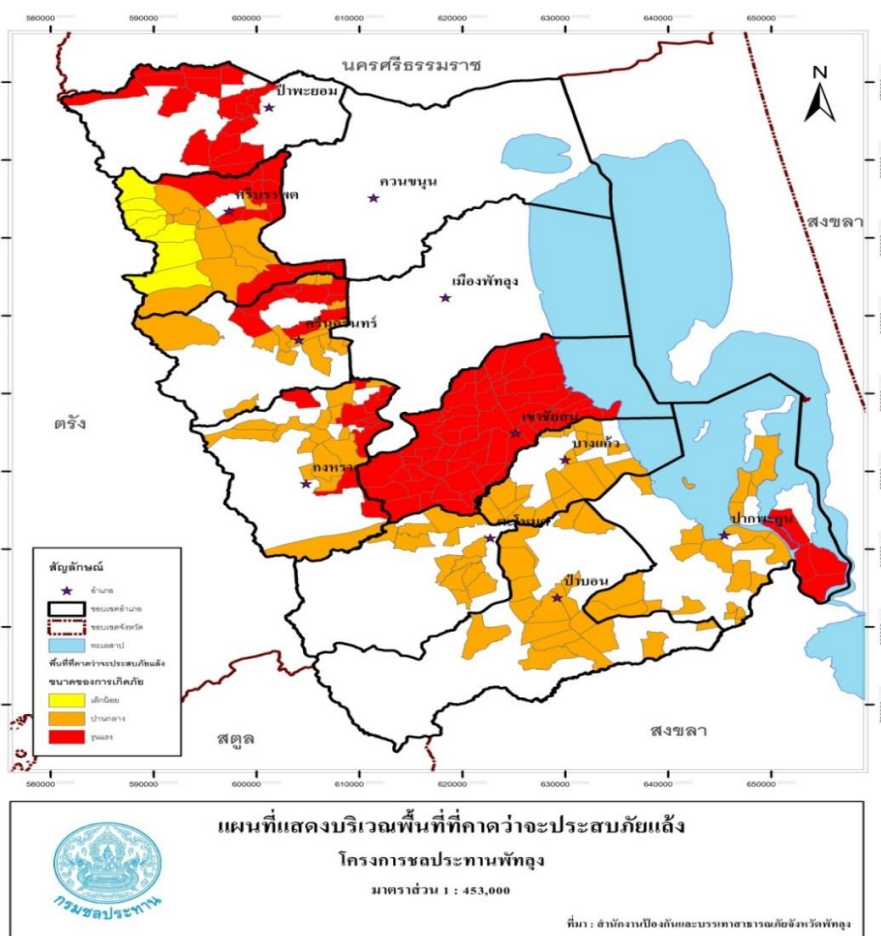 580000 590000 600000 610000 620000 630000 640000 650000
นครศรีธรรมราช
N
ป่าพะยอม
ควนขนุน
ศรีบรรพต
สงขลา
เมืองพัทลุง
ศรีนครินทร์
ตรัง
เขาชัยสน
บางแก้ว
กงหรา
ปากพะยูน
ตะโหมด
ป่าบอน
สตูล
สงขลา
สัญลักษณ์
อำเภอ
ขอบเขตอำเภอ
ขอบเขตจังหวัด
ทะเลสาป
พื้นที่ที่คาดว่าจะประสบภัยแล้ง
ขนาดของการเกิดภัย
เล็กน้อย
ปานกลาง
รุนแรง
580000 590000 600000 610000 620000 630000 640000 650000
แผนที่แสดงบริเวณพื้นที่ที่คาดว่าจะประสบภัยแล้ง
โครงการชลประทานพัทลุง
มาตราส่วน 1 : 453,000
กรมชลประทาน
ที่มา : สำนักงานป้องกันและบรรเทาสาธารณภัยจังหวัดพัทลุง